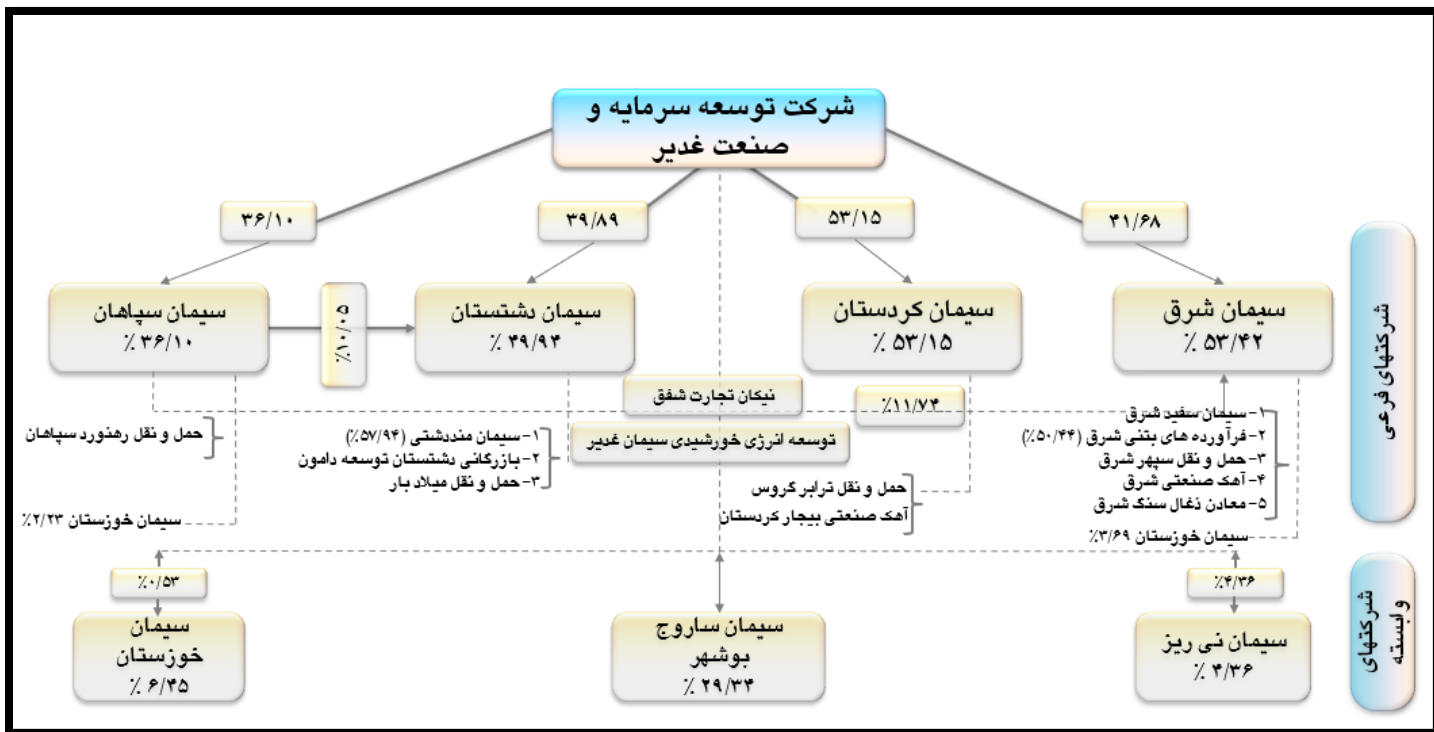 شرکت توسعه سرمایه و
صنعت غدیر
۴۱/۶۸
۵۳/۱۵
۳۹/۸۹
۳۶/۱۰
شرکتهای فرعی
سیمان شرق
٪ ۵۳/۴۲
سیمان کردستان
٪ ۵۳/۱۵
سیمان دشتستان
٪ ۴۹/۹۴
٪۱۰/۰۵
سیمان سپاهان
٪ ۳۶/۱۰
نیکان تجارت شفق
٪۱۱/۷۴
توسعه انرژی خورشیدی سیمان غدیر
۱- سیمان سفید شرق
۲- فرآورده های بتنی شرق (۵۰/۴۴٪)
۳- حمل و نقل سپهر شرق
۴- آهک صنعتی شرق
۵- معادن ذغال سنگ شرق
سیمان خوزستان ۳/۶۹٪
حمل و نقل ترابر گروس
آهک صنعتی بیجار کردستان
۱- سیمان منددشتی (۵۷/۹۴٪)
۲- بازرگانی دشتستان توسعه دامون
۳- حمل و نقل میلاد بار
حمل و نقل رهنورد سپاهان
سیمان خوزستان ۲/۲۳٪
شرکتهای
وابسته
٪۴/۳۶
٪۰/۵۳
سیمان نی ریز
٪ ۴/۳۶
سیمان ساروج
بوشهر
٪ ۲۹/۳۴
سیمان
خوزستان
٪ ۶/۴۵